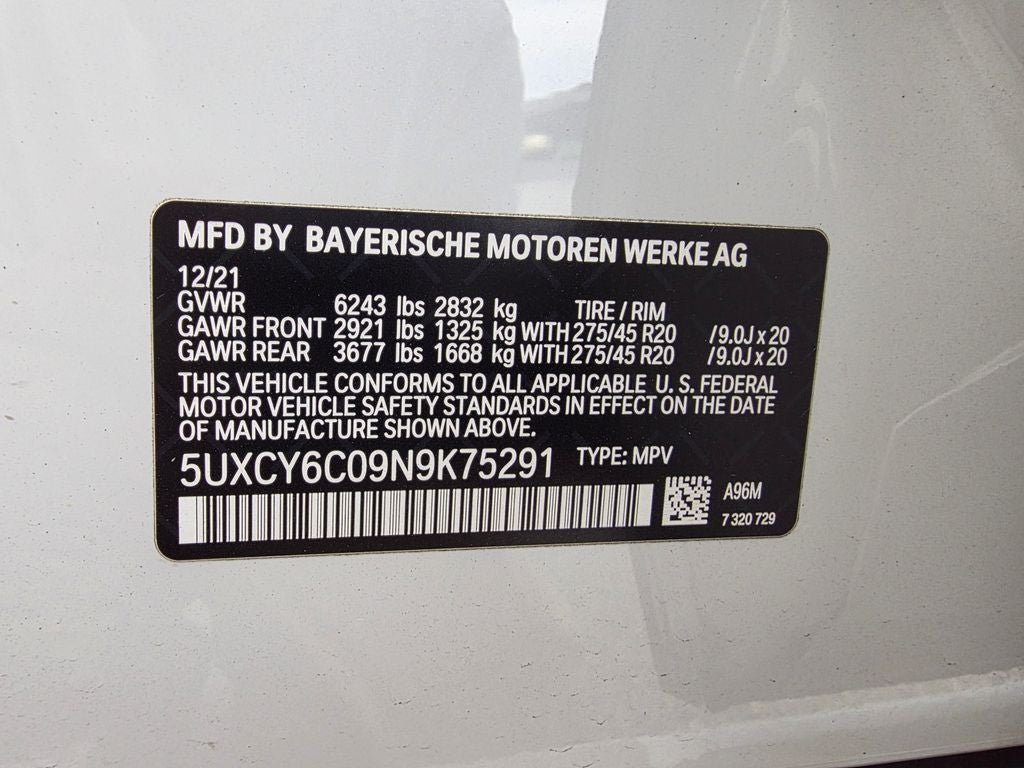 MFD BY BAYERISCHE MOTOREN WERKE AG
12/21
GVWR 6243 lbs 2832 kg TIRE / RIM
GAWR FRONT 2921 lbs 1325 kg WITH 275/45 R20 /9.0J x 20
GAWR REAR 3677 lbs 1668 kg WITH 275/45 R20 /9.0J x 20
THIS VEHICLE CONFORMS TO ALL APPLICABLE U. S. FEDERAL
MOTOR VEHICLE SAFETY STANDARDS IN EFFECT ON THE DATE
OF MANUFACTURE SHOWN ABOVE.
5UXCY6C09N9K75291 TYPE: MPV
A96M
7 320 729